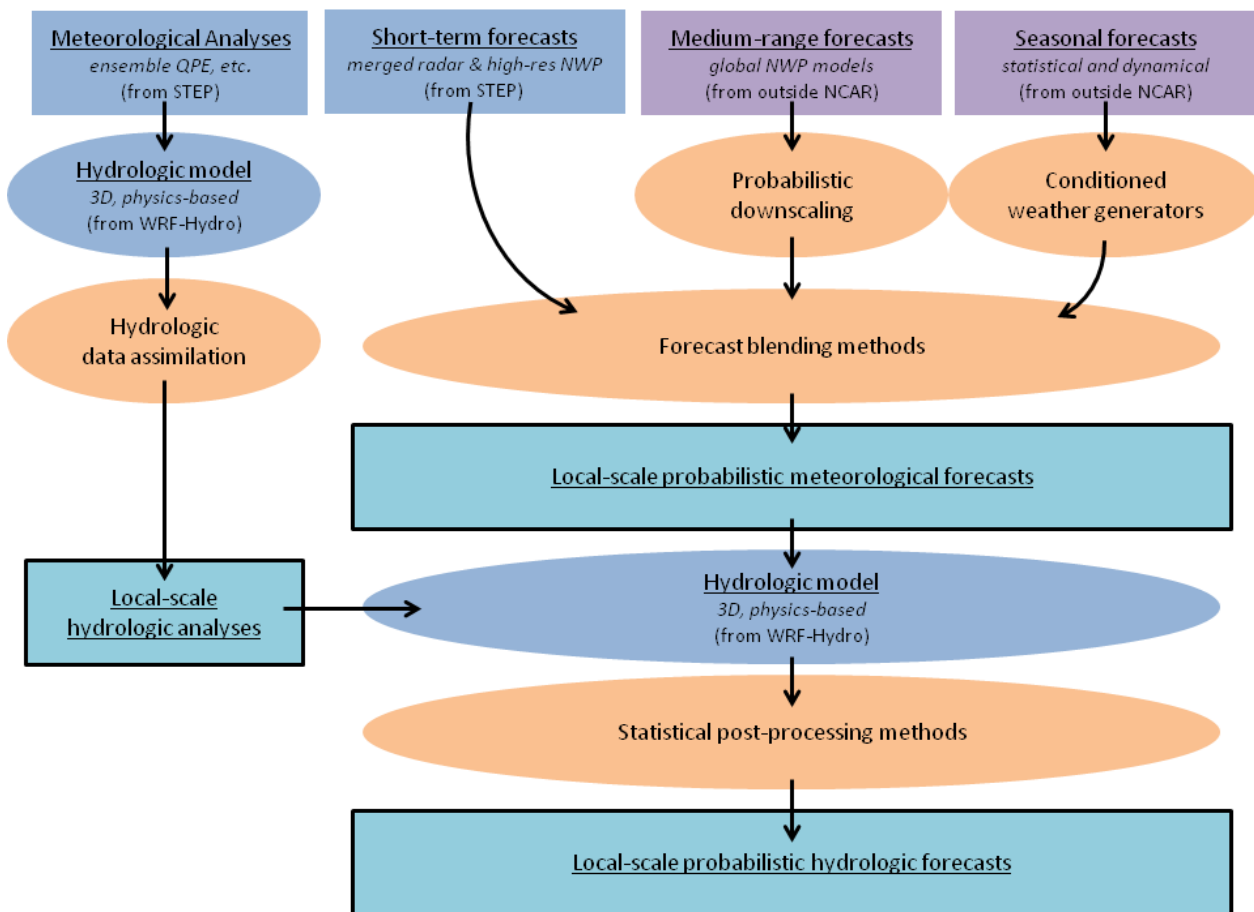 Meteorological Analyses
ensemble QPE, etc.
(from STEP)
Short-term forecasts
merged radar & high-res NWP
(from STEP)
Medium-range forecasts
global NWP models
(from outside NCAR)
Seasonal forecasts
statistical and dynamical
(from outside NCAR)
Hydrologic model
3D, physics-based
(from WRF-Hydro)
Probabilistic
downscaling
Conditioned
weather generators
Hydrologic
data assimilation
Forecast blending methods
Local-scale probabilistic meteorological forecasts
Local-scale
hydrologic analyses
Hydrologic model
3D, physics-based
(from WRF-Hydro)
Statistical post-processing methods
Local-scale probabilistic hydrologic forecasts